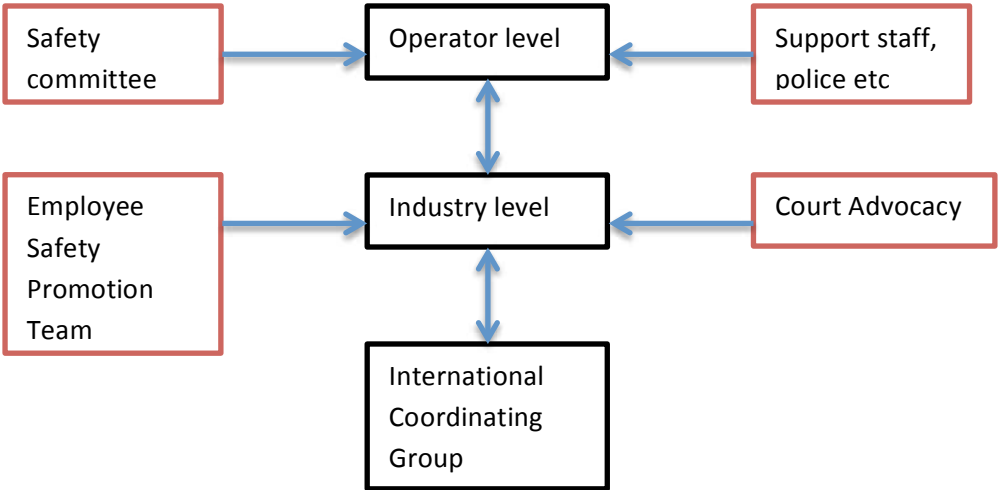 Safety
committee
Operator level
Support staff,
police etc
Employee
Safety
Promotion
Team
Industry level
Court Advocacy
International
Coordinating
Group